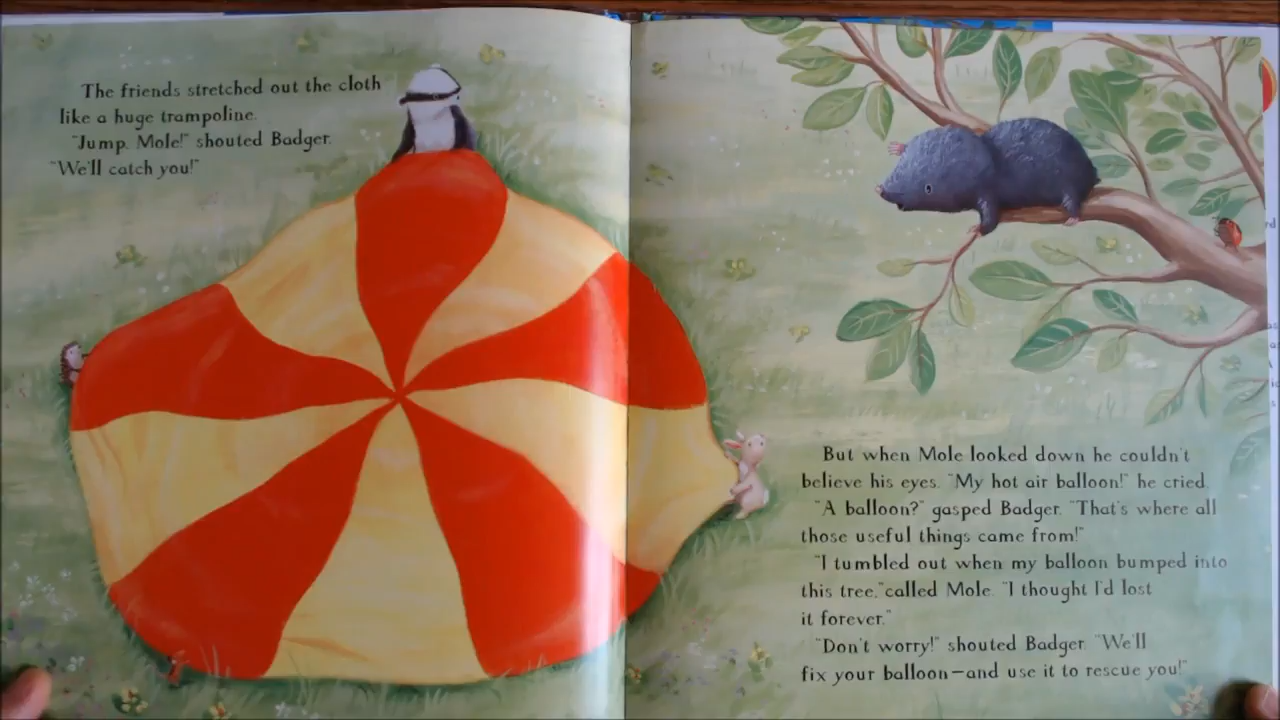 The friends stretched out the cloth
like a huge trampoline.
"Jump, Mole!" shouted Badger.
"We'll catch you!"
But when Mole looked down he couldn't
believe his eyes. "My hot air balloon!" he cried.
"A balloon?" gasped Badger. "That's where all
those useful things came from!"
"I tumbled out when my balloon bumped into
this tree," called Mole. "I thought I'd lost
it forever."
"Don't worry!" shouted Badger. "We'll
fix your balloon—and use it to rescue you!"